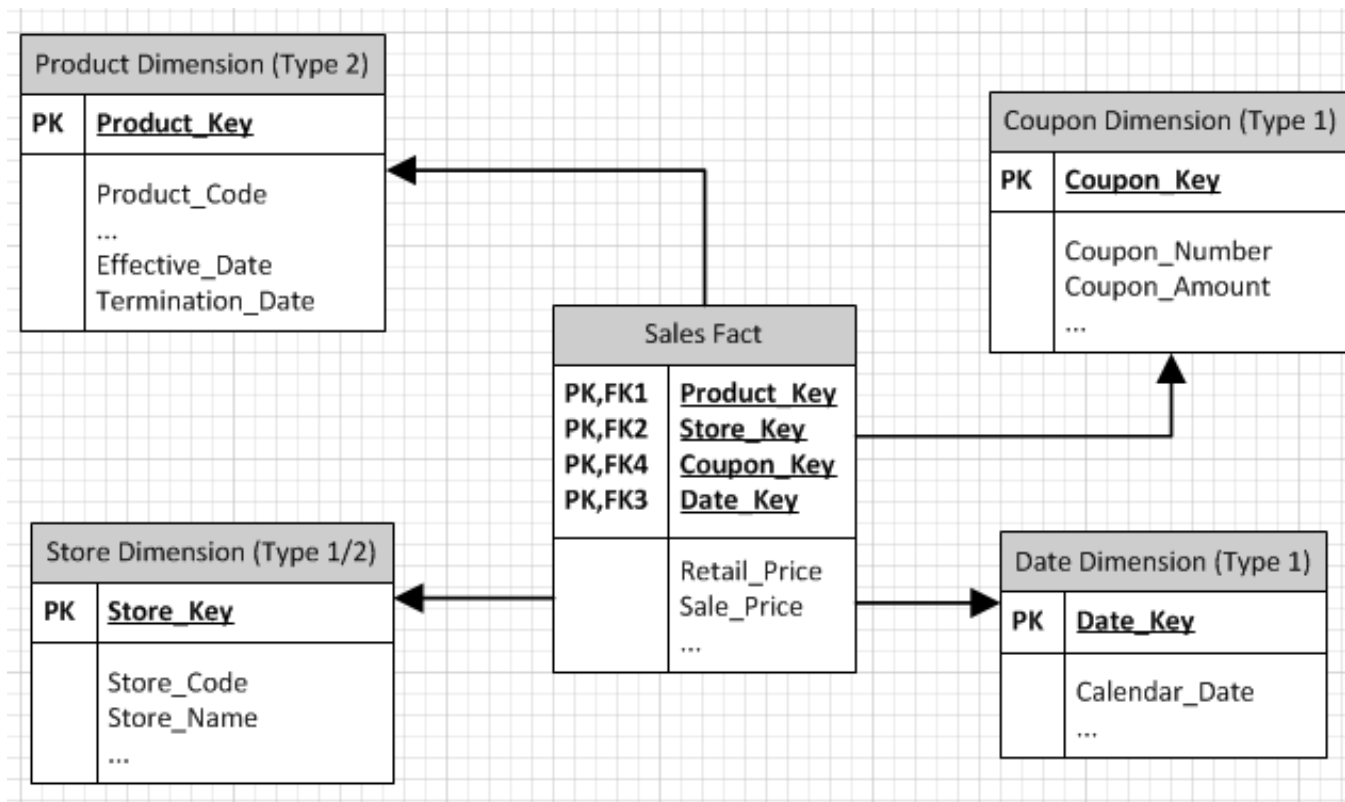 Product Dimension (Type 2)
PK Product_Key
Product_Code
...
Effective_Date
Termination_Date
Coupon Dimension (Type 1)
PK Coupon_Key
Coupon_Number
Coupon_Amount
...
Sales Fact
PK,FK1 Product_Key
PK,FK2 Store_Key
PK,FK4 Coupon_Key
PK,FK3 Date_Key
Retail_Price
Sale_Price
...
Store Dimension (Type 1/2)
PK Store_Key
Store_Code
Store_Name
...
Date Dimension (Type 1)
PK Date_Key
Calendar_Date
...